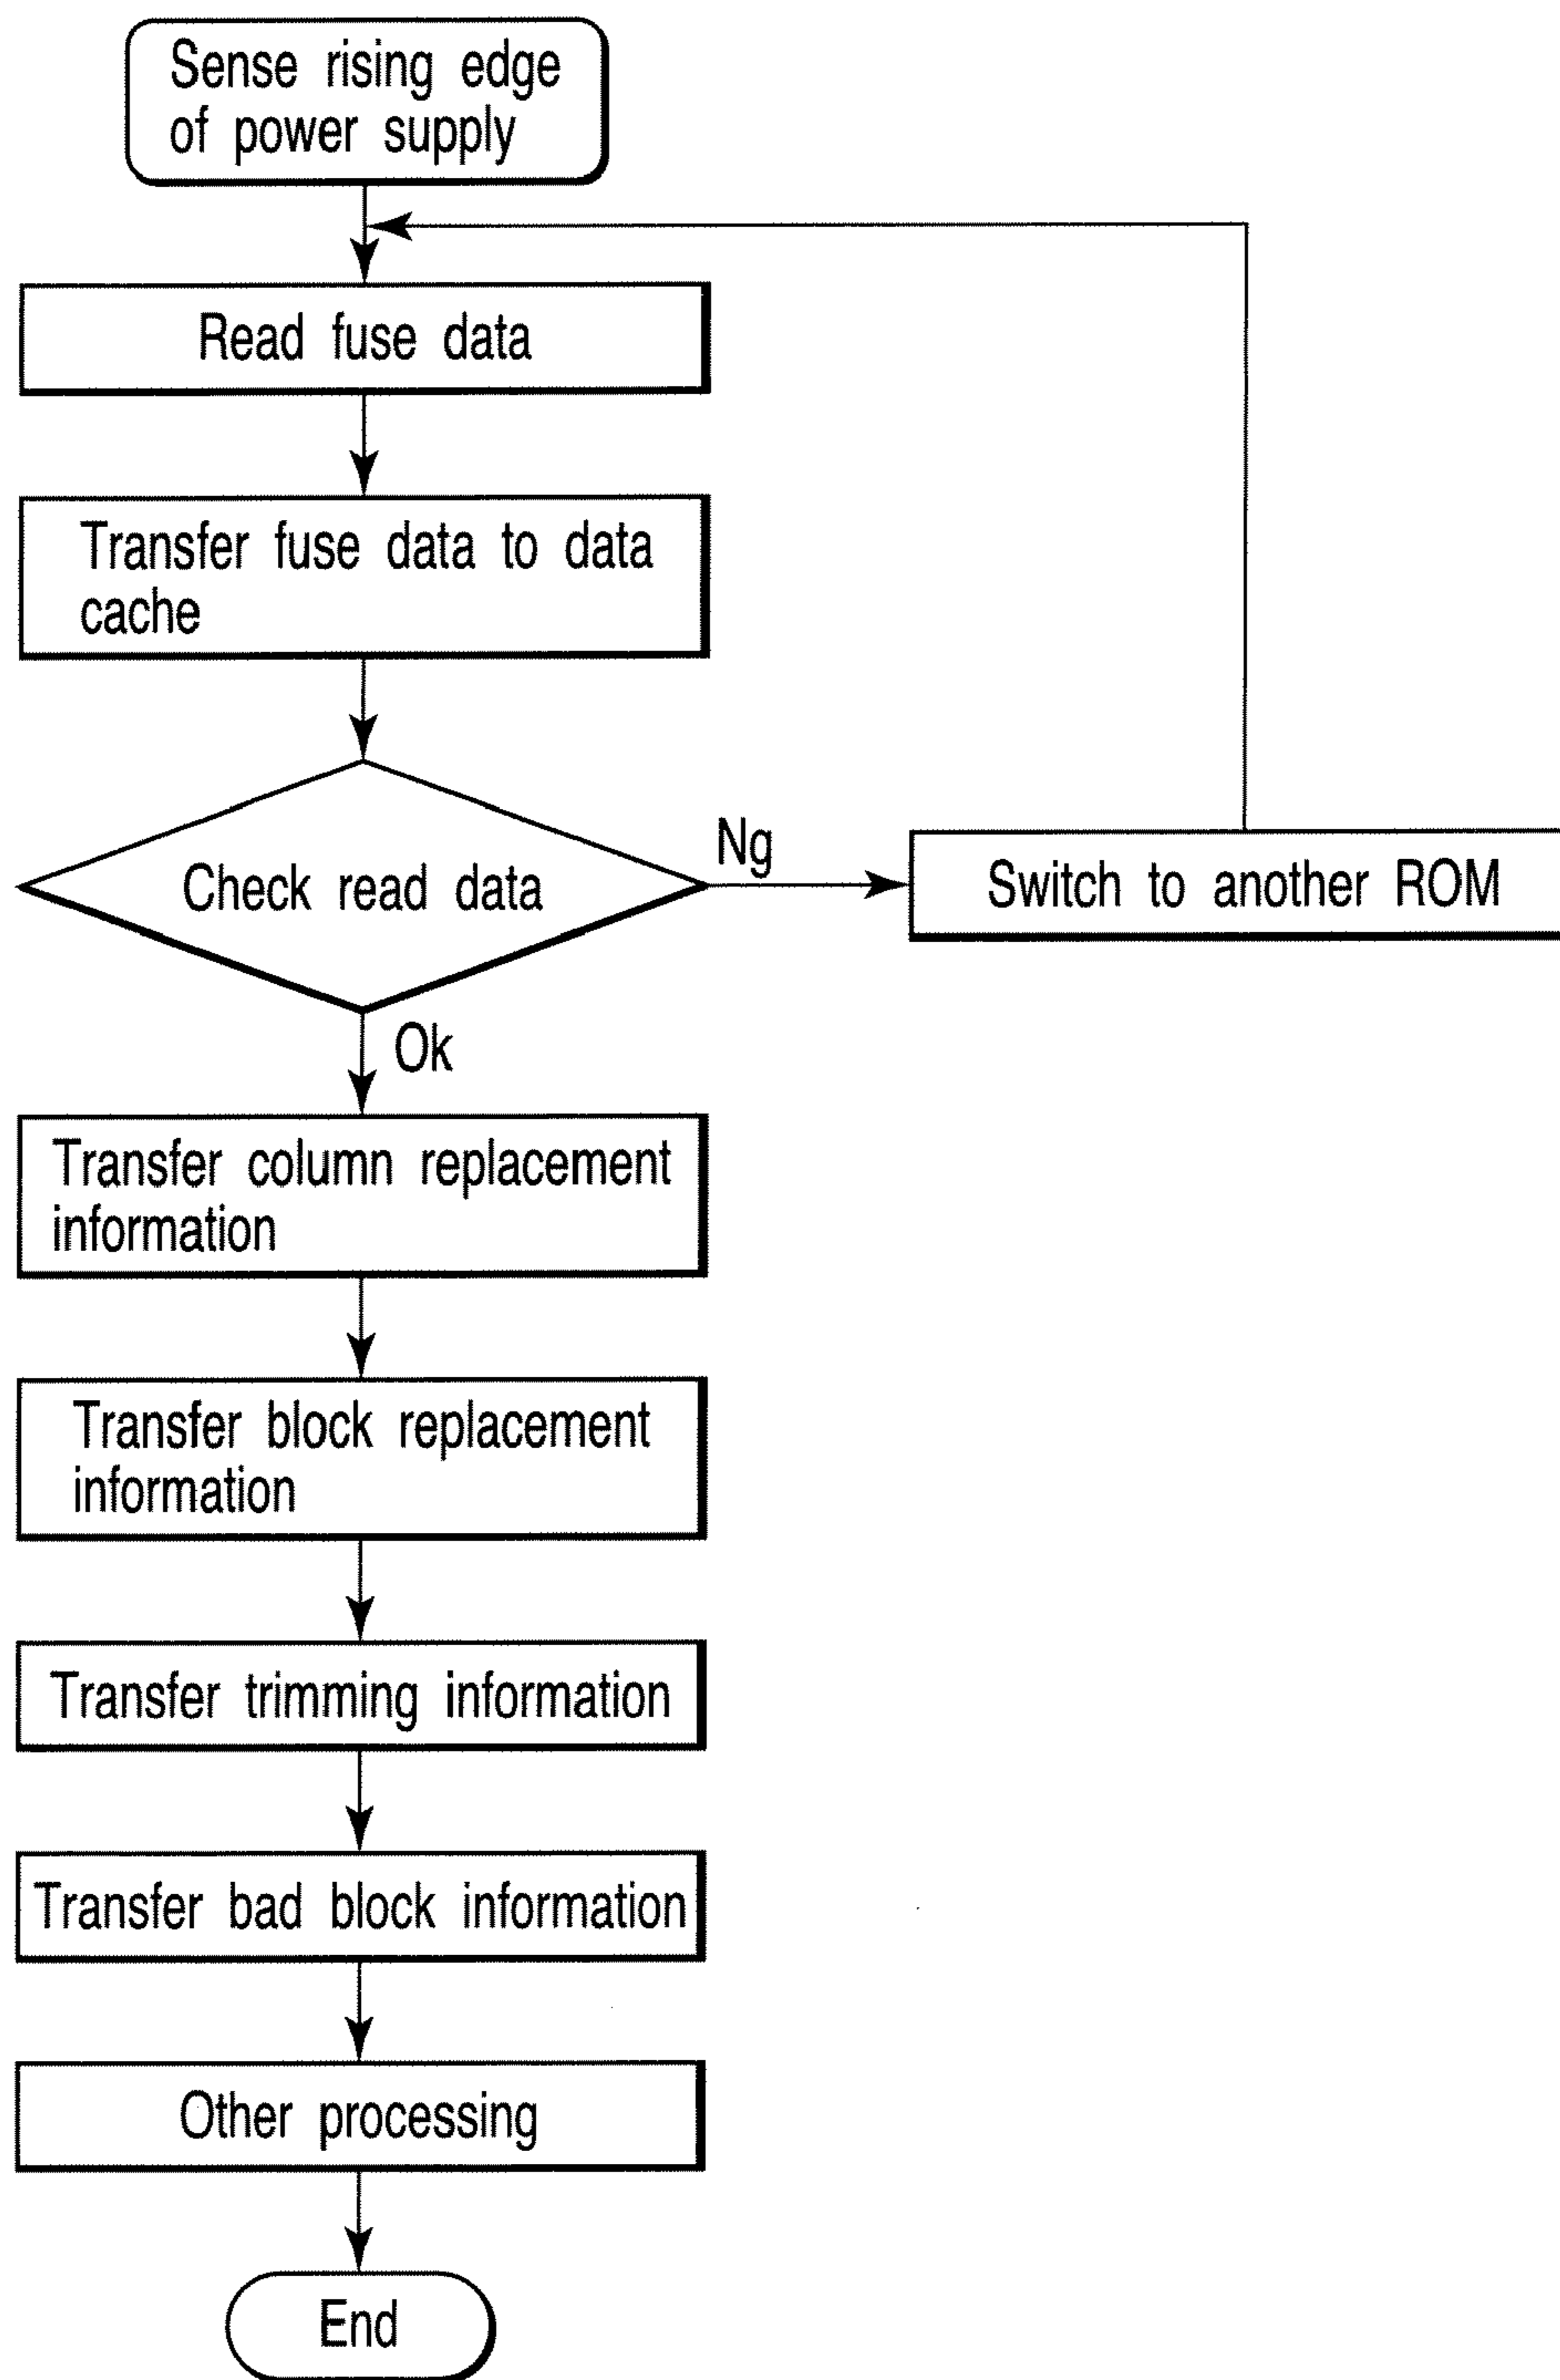 Sense rising edge
of power supply
Read fuse data
Transfer fuse data to data
cache
Check read data
Ng
Switch to another ROM
Ok
Transfer column replacement
information
Transfer block replacement
information
Transfer trimming information
Transfer bad block information
Other processing
End